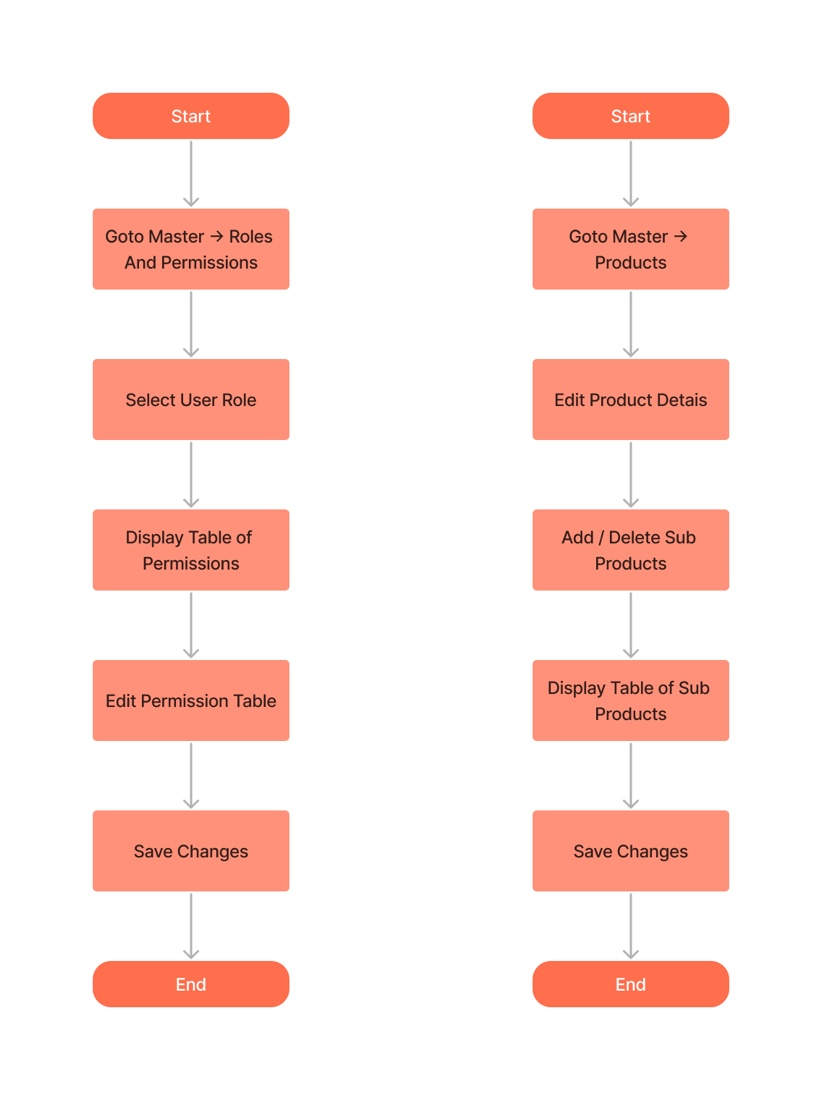 Start
Goto Master → Roles
And Permissions
Select User Role
Display Table of
Permissions
Edit Permission Table
Save Changes
End
Start
Goto Master →
Products
Edit Product Detais
Add / Delete Sub
Products
Display Table of Sub
Products
Save Changes
End